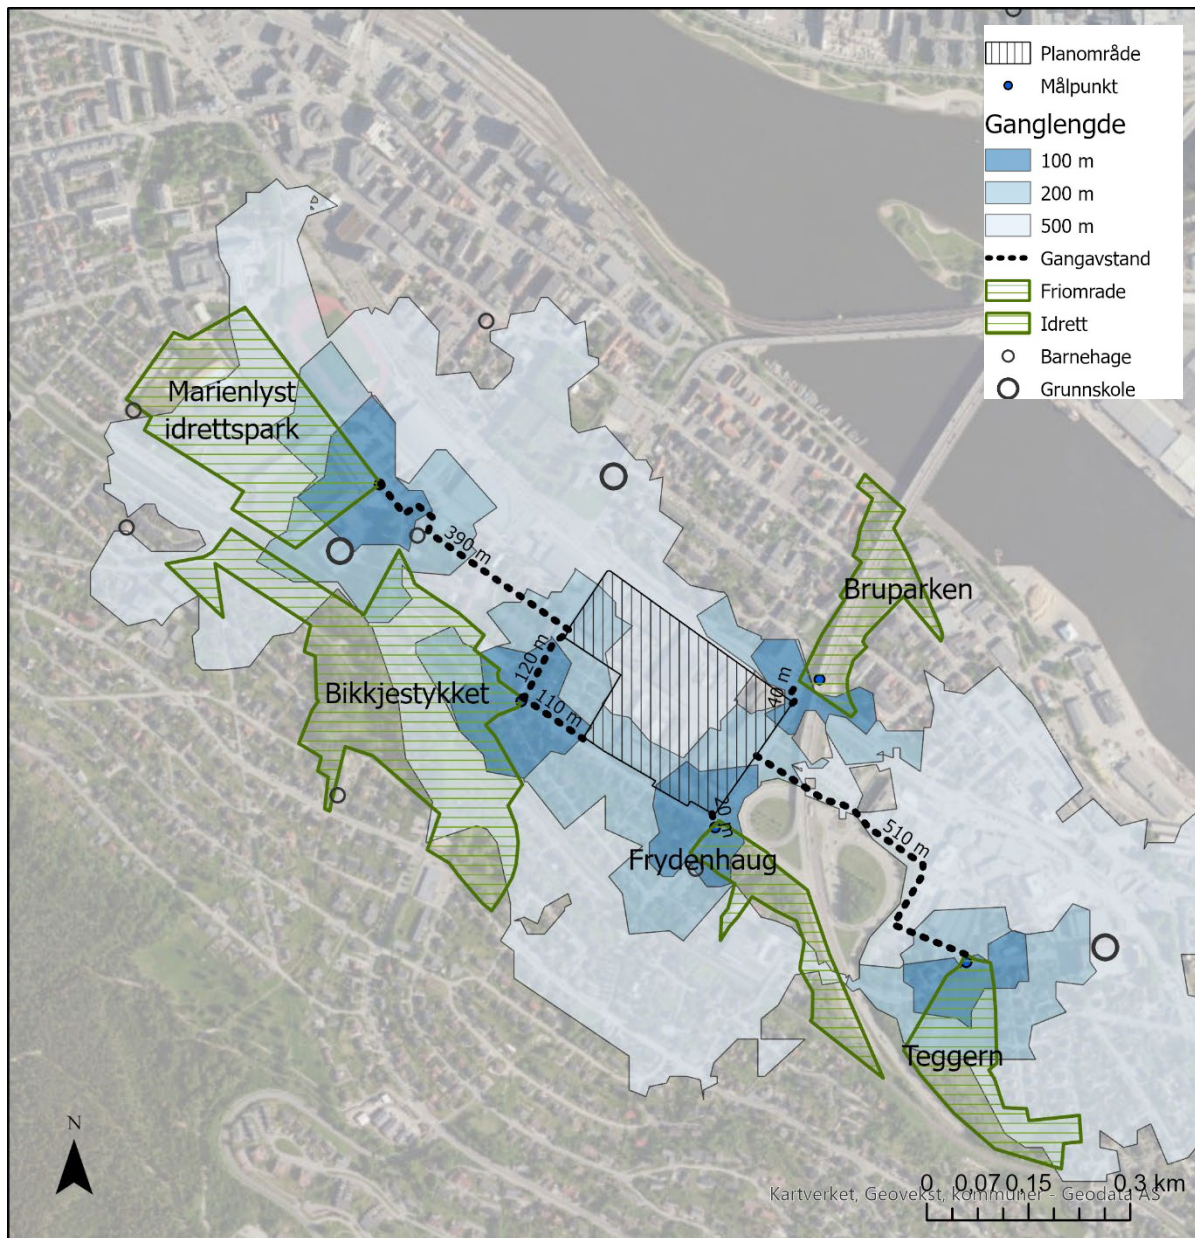 Planområde
Målpunkt
Ganglengde
100 m
200 m
500 m
Gangavstand
Friomrade
Idrett
Barnehage
Grunnskole
Marienlyst
idrettspark
390 m
Bruparken
120 m
Bikkjestykket
110 m
40 m
20 m
Frydenhaug
510 m
Teggern
N
0 0,07 0,15 0,3 km
Kartverket, Geovekst, kommuner - Geodata AS